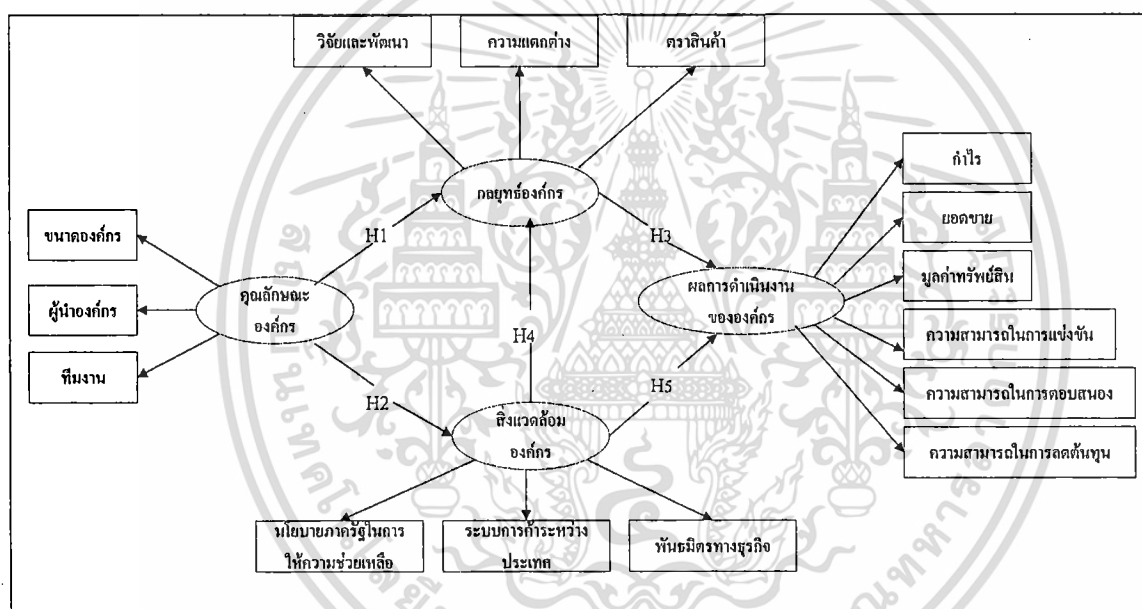 วิจัยและพัฒนา
ความแตกต่าง
ตราสินค้า
กลยุทธ์องค์กร
กำไร
ยอดขาย
มูลค่าทรัพย์สิน
ความสามารถในการแข่งขัน
ความสามารถในการตอบสนอง
ความสามารถในการลดต้นทุน
ขนาดองค์กร
ผู้นำองค์กร
ทีมงาน
คุณลักษณะ
องค์กร
H1
H2
H3
H4
H5
ผลการดำเนินงาน
ขององค์กร
สิ่งแวดล้อม
องค์กร
นโยบายภาครัฐในการ
ให้ความช่วยเหลือ
ระบบการค้าระหว่าง
ประเทศ
พันธมิตรทางธุรกิจ